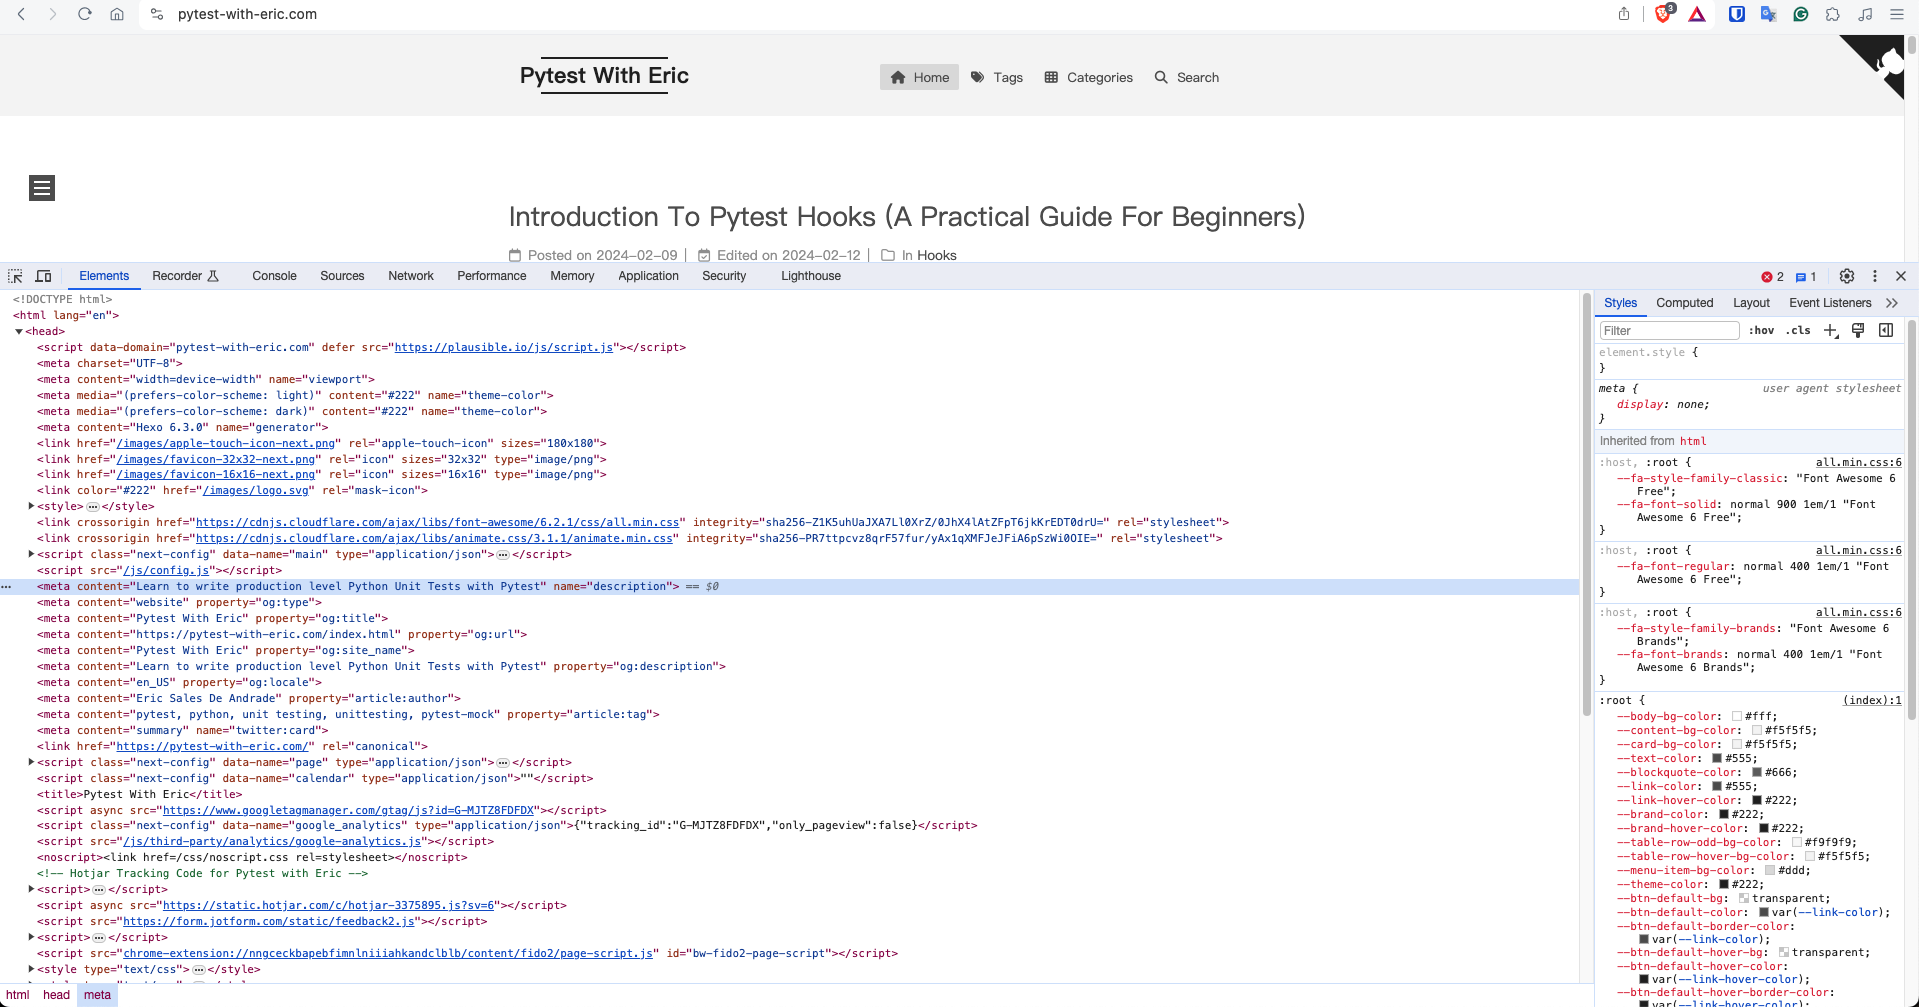 pytest-with-eric.com
3
Pytest With Eric
Home
Tags
Categories
Search
Introduction To Pytest Hooks (A Practical Guide For Beginners)
Posted on 2024-02-09 | Edited on 2024-02-12 | In Hooks
Elements Recorder Console Sources Network Performance Memory Application Security Lighthouse 2 1
<!DOCTYPE html>
<html lang="en">
<head>
<script data-domain="pytest-with-eric.com" defer src="https://plausible.io/js/script.js"></script>
<meta charset="UTF-8">
<meta content="width=device-width" name="viewport">
<meta media="(prefers-color-scheme: light)" content="#222" name="theme-color">
<meta media="(prefers-color-scheme: dark)" content="#222" name="theme-color">
<meta content="Hexo 6.3.0" name="generator">
<link href="/images/apple-touch-icon-next.png" rel="apple-touch-icon" sizes="180x180">
<link href="/images/favicon-32x32-next.png" rel="icon" sizes="32x32" type="image/png">
<link href="/images/favicon-16x16-next.png" rel="icon" sizes="16x16" type="image/png">
<link color="#222" href="/images/logo.svg" rel="mask-icon">
<style>…</style>
<link crossorigin href="https://cdnjs.cloudflare.com/ajax/libs/font-awesome/6.2.1/css/all.min.css" integrity="sha256-Z1K5uhUaJXA7Ll0XrZ/0JhX4lAtZFpT6jkKrEDT0drU=" rel="stylesheet">
<link crossorigin href="https://cdnjs.cloudflare.com/ajax/libs/animate.css/3.1.1/animate.min.css" integrity="sha256-PR7ttpcvz8qrF57fur/yAx1qXMFJeJFiA6pSzWi0OIE=" rel="stylesheet">
<script class="next-config" data-name="main" type="application/json">…</script>
<script src="/js/config.js"></script>
<meta content="Learn to write production level Python Unit Tests with Pytest" name="description"> == $0
<meta content="website" property="og:type">
<meta content="Pytest With Eric" property="og:title">
<meta content="https://pytest-with-eric.com/index.html" property="og:url">
<meta content="Pytest With Eric" property="og:site_name">
<meta content="Learn to write production level Python Unit Tests with Pytest" property="og:description">
<meta content="en_US" property="og:locale">
<meta content="Eric Sales De Andrade" property="article:author">
<meta content="pytest, python, unit testing, unittesting, pytest-mock" property="article:tag">
<meta content="summary" name="twitter:card">
<link href="https://pytest-with-eric.com/" rel="canonical">
<script class="next-config" data-name="page" type="application/json">…</script>
<script class="next-config" data-name="calendar" type="application/json">""</script>
<title>Pytest With Eric</title>
<script async src="https://www.googletagmanager.com/gtag/js?id=G-MJTZ8FDFDX"></script>
<script class="next-config" data-name="google_analytics" type="application/json">{"tracking_id":"G-MJTZ8FDFDX","only_pageview":false}</script>
<script src="/js/third-party/analytics/google-analytics.js"></script>
<noscript><link href=/css/noscript.css rel=stylesheet></noscript>
<!-- Hotjar Tracking Code for Pytest with Eric -->
<script>…</script>
<script async src="https://static.hotjar.com/c/hotjar-3375895.js?sv=6"></script>
<script src="https://form.jotform.com/static/feedback2.js"></script>
<script>…</script>
<script src="chrome-extension://nngceckbapebfimnlniiiahkandclblb/content/fido2/page-script.js" id="bw-fido2-page-script"></script>
<style type="text/css">…</style>
html head meta
Styles Computed Layout Event Listeners
Filter :hov .cls
element.style {
}
meta { user agent stylesheet
display: none;
}
Inherited from html
:host, :root { all.min.css:6
--fa-style-family-classic: "Font Awesome 6
Free";
--fa-font-solid: normal 900 1em/1 "Font
Awesome 6 Free";
}
:host, :root { all.min.css:6
--fa-font-regular: normal 400 1em/1 "Font
Awesome 6 Free";
}
:host, :root { all.min.css:6
--fa-style-family-brands: "Font Awesome 6
Brands";
--fa-font-brands: normal 400 1em/1 "Font
Awesome 6 Brands";
}
:root { (index):1
--body-bg-color: #fff;
--content-bg-color: #f5f5f5;
--card-bg-color: #f5f5f5;
--text-color: #555;
--blockquote-color: #666;
--link-color: #555;
--link-hover-color: #222;
--brand-color: #222;
--brand-hover-color: #222;
--table-row-odd-bg-color: #f9f9f9;
--table-row-hover-bg-color: #f5f5f5;
--menu-item-bg-color: #ddd;
--theme-color: #222;
--btn-default-bg: transparent;
--btn-default-color: var(--link-color);
--btn-default-border-color:
var(--link-color);
--btn-default-hover-bg: transparent;
--btn-default-hover-color:
var(--link-hover-color);
--btn-default-hover-border-color:
var(--link-hover-color);